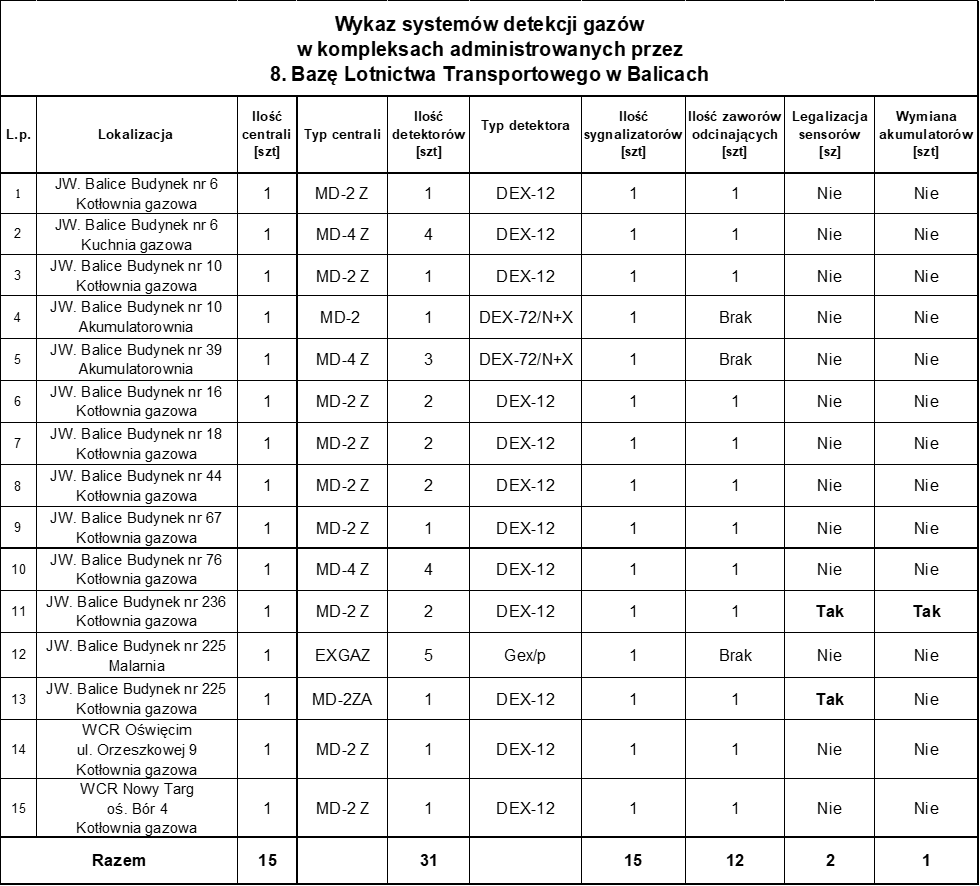 Wykaz systemów detekcji gazów
w kompleksach administrowanych przez
8. Bazę Lotnictwa Transportowego w Balicach
L.p. Lokalizacja Ilość centrali [szt] Typ centrali Ilość detektorów [szt] Typ detektora Ilość sygnalizatorów [szt] Ilość zaworów odcinających [szt] Legalizacja sensorów [sz] Wymiana akumulatorów [szt]
1 JW. Balice Budynek nr 6 Kotłownia gazowa 1 MD-2 Z 1 DEX-12 1 1 Nie Nie
2 JW. Balice Budynek nr 6 Kuchnia gazowa 1 MD-4 Z 4 DEX-12 1 1 Nie Nie
3 JW. Balice Budynek nr 10 Kotłownia gazowa 1 MD-2 Z 1 DEX-12 1 1 Nie Nie
4 JW. Balice Budynek nr 10 Akumulatorownia 1 MD-2 1 DEX-72/N+X 1 Brak Nie Nie
5 JW. Balice Budynek nr 39 Akumulatorownia 1 MD-4 Z 3 DEX-72/N+X 1 Brak Nie Nie
6 JW. Balice Budynek nr 16 Kotłownia gazowa 1 MD-2 Z 2 DEX-12 1 1 Nie Nie
7 JW. Balice Budynek nr 18 Kotłownia gazowa 1 MD-2 Z 2 DEX-12 1 1 Nie Nie
8 JW. Balice Budynek nr 44 Kotłownia gazowa 1 MD-2 Z 2 DEX-12 1 1 Nie Nie
9 JW. Balice Budynek nr 67 Kotłownia gazowa 1 MD-2 Z 1 DEX-12 1 1 Nie Nie
10 JW. Balice Budynek nr 76 Kotłownia gazowa 1 MD-4 Z 4 DEX-12 1 1 Nie Nie
11 JW. Balice Budynek nr 236 Kotłownia gazowa 1 MD-2 Z 2 DEX-12 1 1 Tak Tak
12 JW. Balice Budynek nr 225 Malarnia 1 EXGAZ 5 Gex/p 1 Brak Nie Nie
13 JW. Balice Budynek nr 225 Kotłownia gazowa 1 MD-2ZA 1 DEX-12 1 1 Tak Nie
14 WCR Oświęcim ul. Orzeszkowej 9 Kotłownia gazowa 1 MD-2 Z 1 DEX-12 1 1 Nie Nie
15 WCR Nowy Targ oś. Bór 4 Kotłownia gazowa 1 MD-2 Z 1 DEX-12 1 1 Nie Nie
Razem 15 31 15 12 2 1